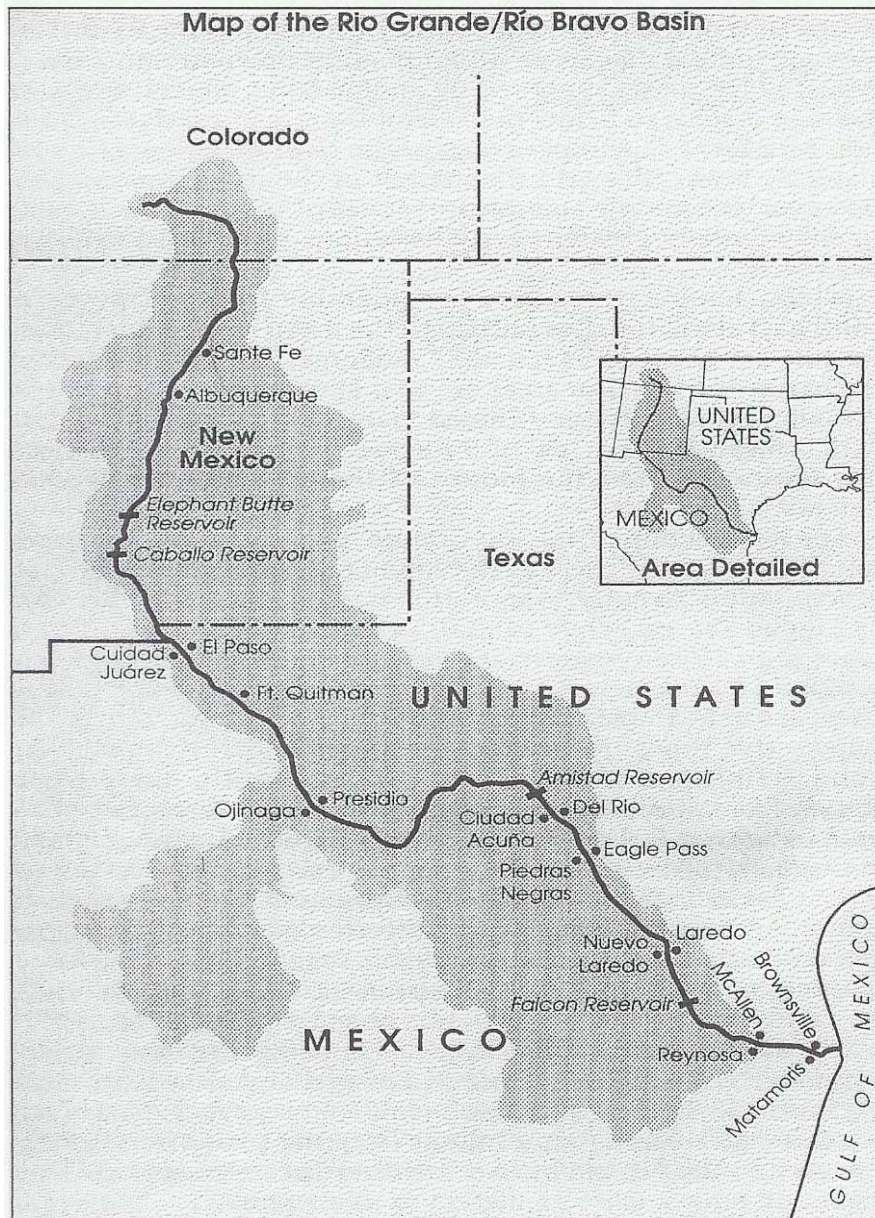 Map of the Rio Grande/Río Bravo Basin
Colorado
Sante Fe
Albuquerque
New
Mexico
Elephant Butte
Reservoir
Caballo Reservoir
UNITED
STATES
MEXICO
Area Detailed
Texas
El Paso
Cuidad
Juárez
Ft. Quitman
UNITED STATES
Amistad Reservoir
Presidio
Ojinaga
Del Rio
Ciudad
Acuña
Eagle Pass
Piedras
Negras
Laredo
Nuevo
Laredo
Falcon Reservoir
McAllen
Brownsville
MEXICO
Reynosa
Matamoris
GULF OF MEXICO